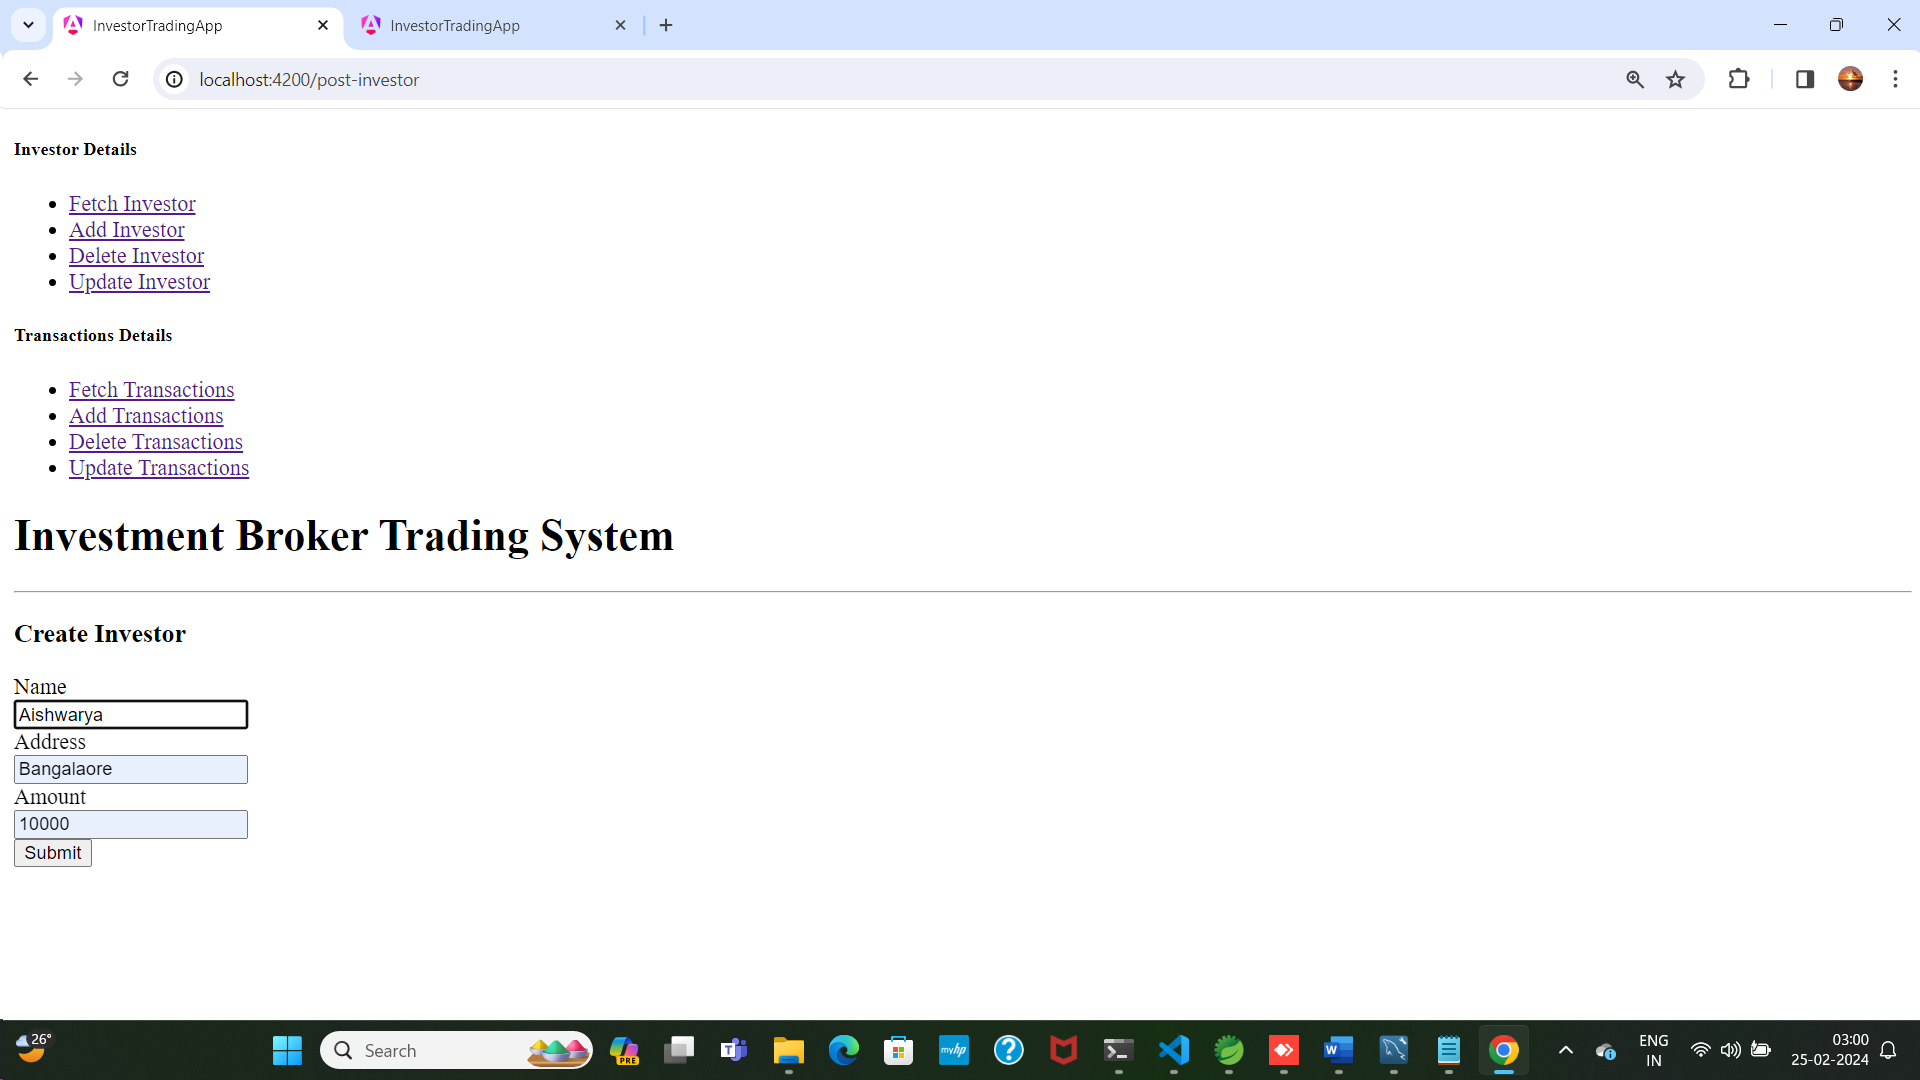 InvestorTradingApp
InvestorTradingApp
localhost:4200/post-investor
Investor Details
Fetch Investor
Add Investor
Delete Investor
Update Investor
Transactions Details
Fetch Transactions
Add Transactions
Delete Transactions
Update Transactions
Investment Broker Trading System
Create Investor
Name
Aishwarya
Address
Bangalaore
Amount
10000
Submit
26°
Search
PRE
myhp
ENG
IN
03:00
25-02-2024